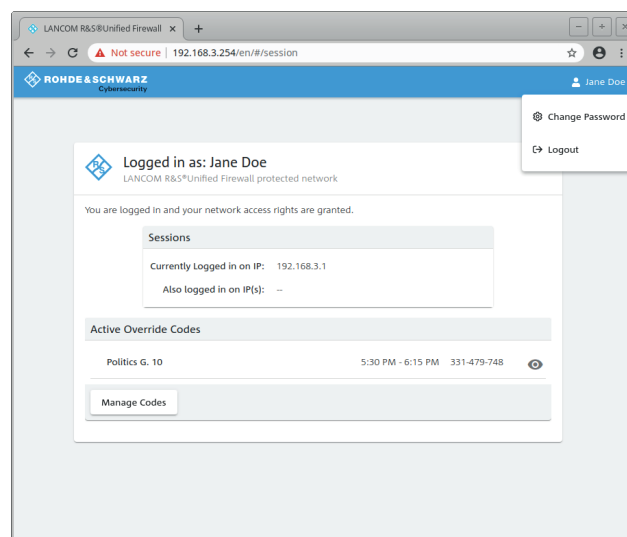 LANCOM R&S®Unified Firewall
Not secure | 192.168.3.254/en/#/session
ROHDE&SCHWARZ
Cybersecurity
Jane Doe
Change Password
Logout
R
S
Logged in as: Jane Doe
LANCOM R&S®Unified Firewall protected network
You are logged in and your network access rights are granted.
Sessions
Currently Logged in on IP: 192.168.3.1
Also logged in on IP(s): --
Active Override Codes
Politics G. 10 5:30 PM - 6:15 PM 331-479-748
Manage Codes